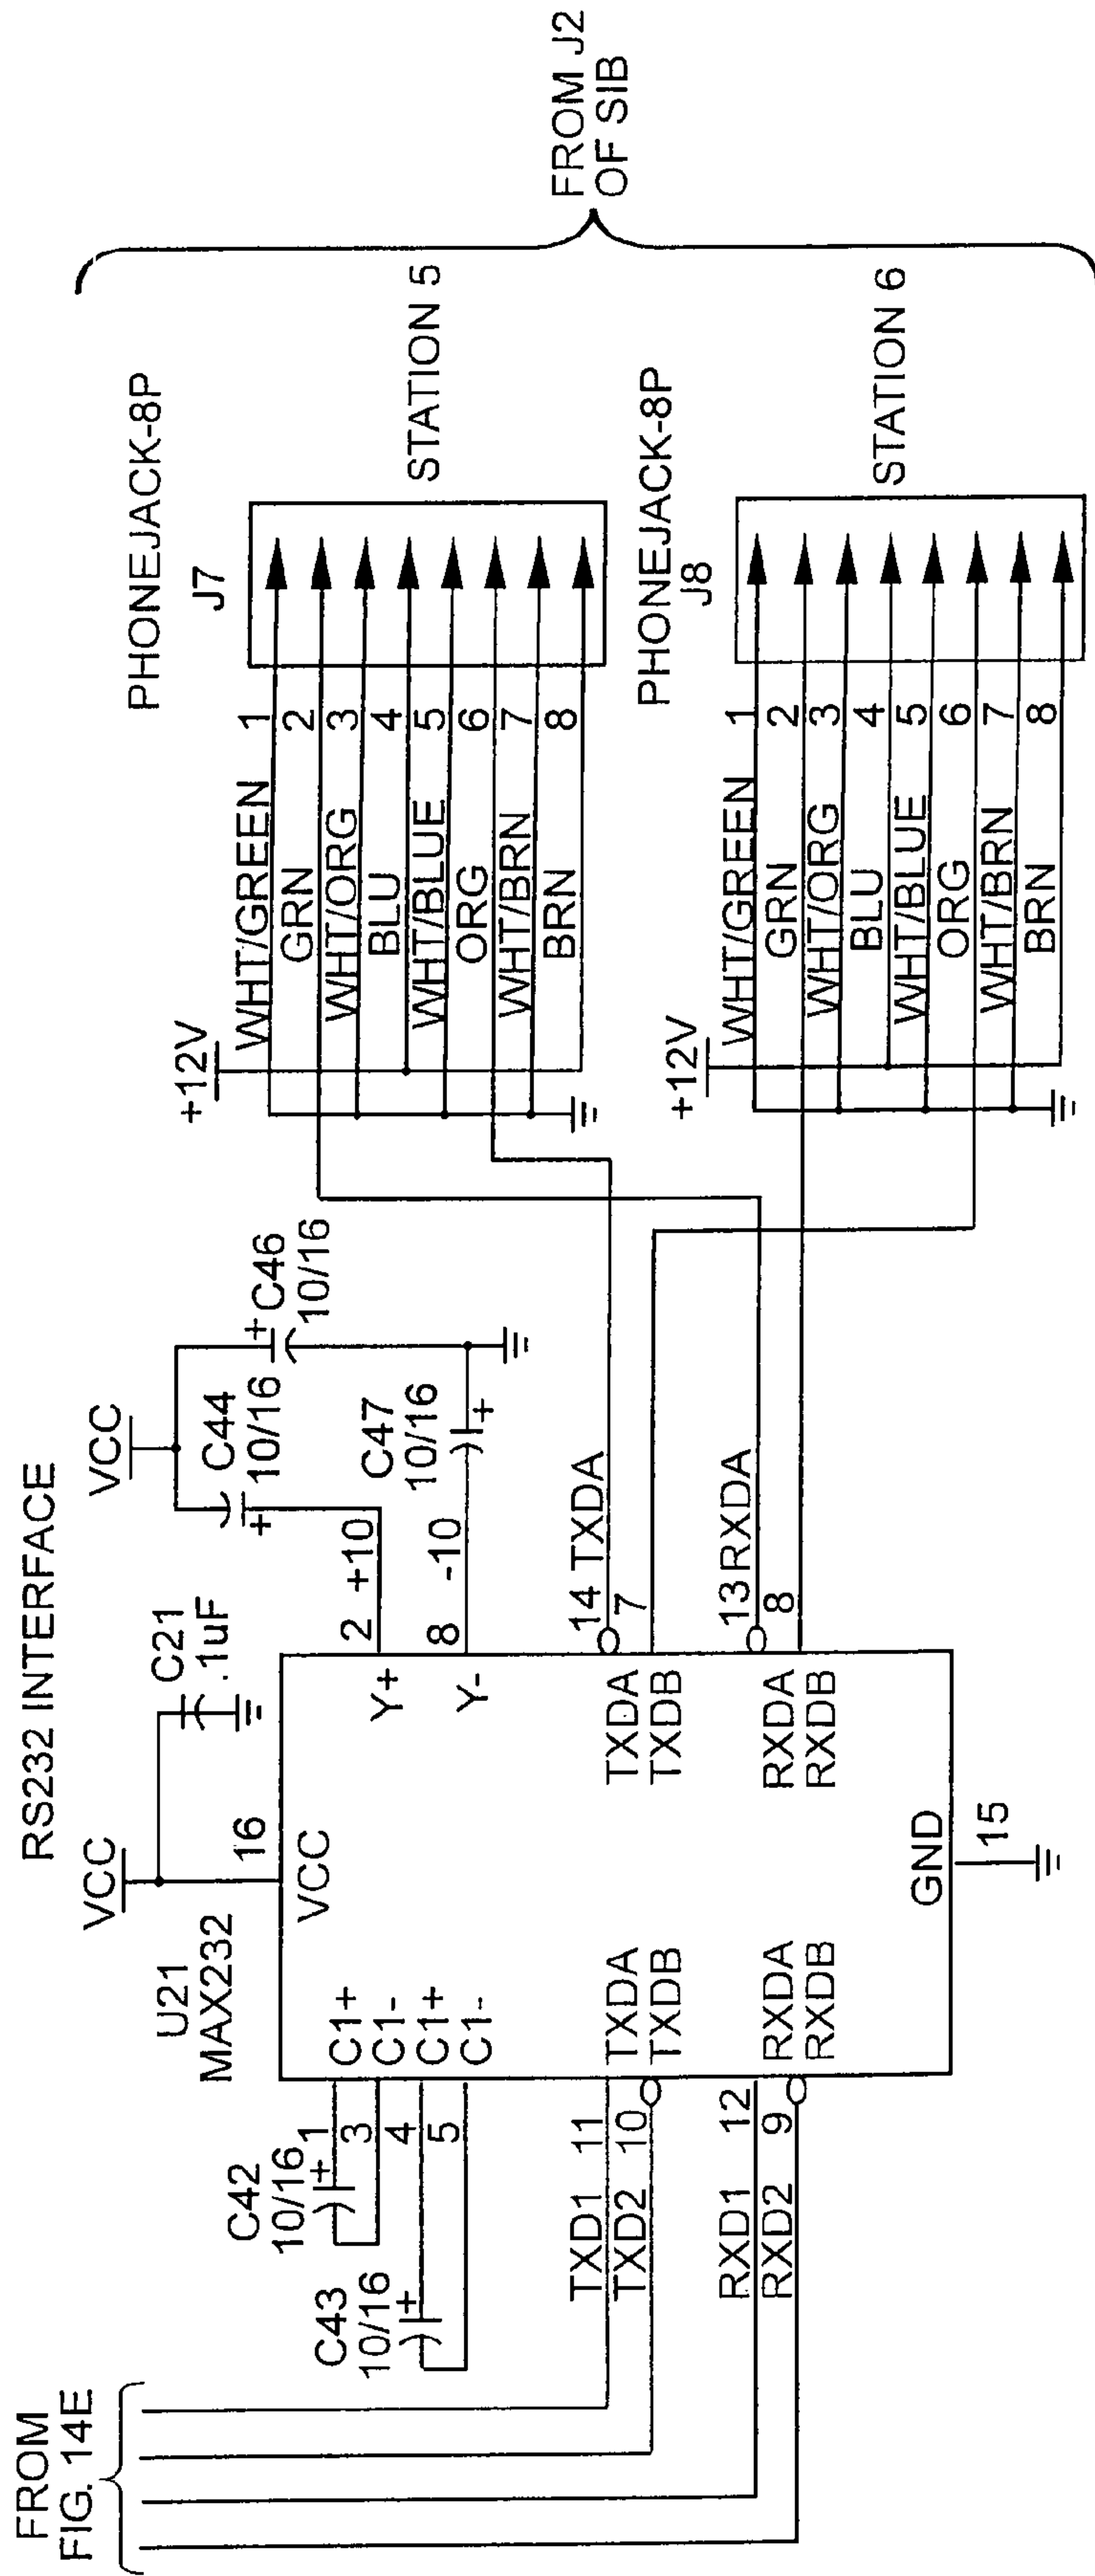 RS232 INTERFACE
FROM
FIG. 14E
C43
10/16
+
C42
10/16
+
1
3
4
5
U21
MAX232
C1+
C1-
C1+
C1-
VCC
16
VCC
C21
.1uF
Y+
Y-
2 +10
8 -10
VCC
C44
10/16
+
+
C46
10/16
C47
10/16
+
TXD1 11
TXD2 10
RXD1 12
RXD2 9
TXDA
TXDB
RXDA
RXDB
TXDA
TXDB
RXDA
RXDB
GND
15
14 TXDA
7
13 RXDA
8
PHONEJACK-8P
J7
+12V
WHT/GREEN 1
GRN 2
WHT/ORG 3
BLU 4
WHT/BLUE 5
ORG 6
WHT/BRN 7
BRN 8
STATION 5
PHONEJACK-8P
J8
+12V
WHT/GREEN 1
GRN 2
WHT/ORG 3
BLU 4
WHT/BLUE 5
ORG 6
WHT/BRN 7
BRN 8
STATION 6
FROM J2
OF SIB